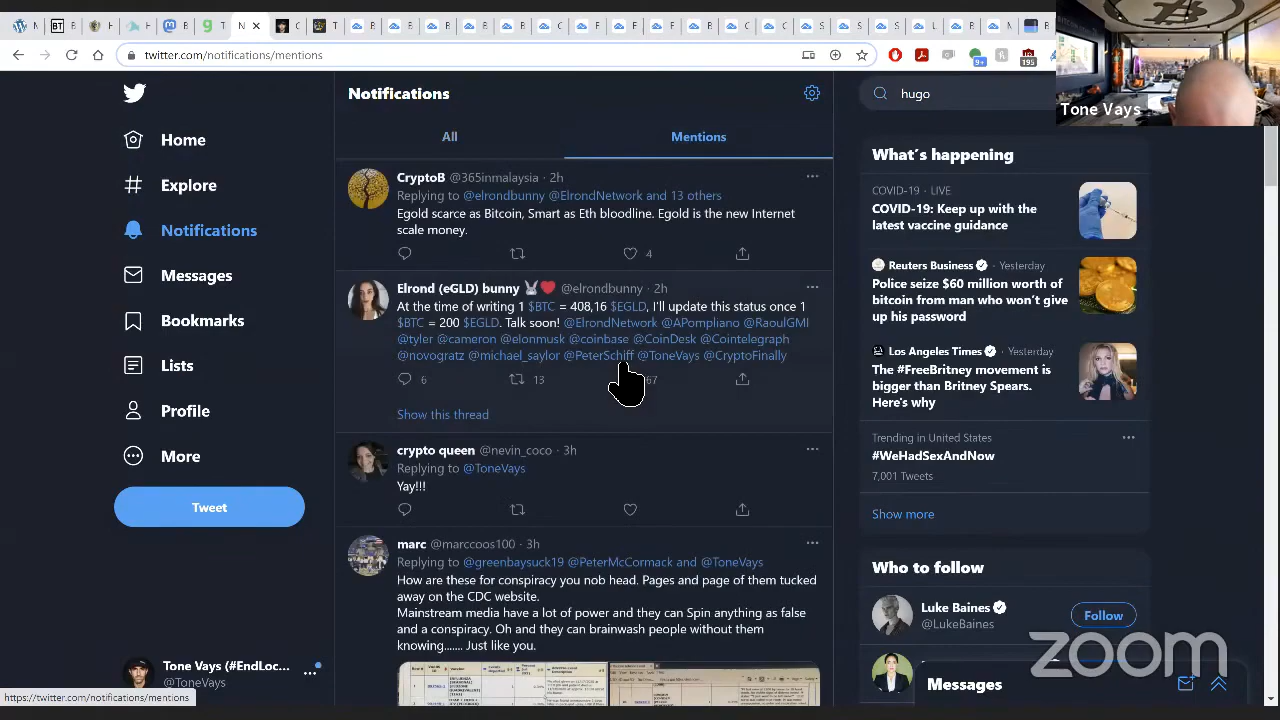 twitter.com/notifications/mentions
195
Tone Vays
Home
Explore
Notifications
Messages
Bookmarks
Lists
Profile
More
Tweet
Tone Vays (#EndLoc...
@ToneVays
https://twitter.com/notifications/mentions
Notifications
All
Mentions
CryptoB @365inmalaysia · 2h
Replying to @elrondbunny @ElrondNetwork and 13 others
Egold scarce as Bitcoin, Smart as Eth bloodline. Egold is the new Internet
scale money.
4
Elrond (eGLD) bunny 🐰❤️ @elrondbunny · 2h
At the time of writing 1 $BTC = 408,16 $EGLD, I'll update this status once 1
$BTC = 200 $EGLD. Talk soon! @ElrondNetwork @APompliano @RaoulGMI
@tyler @cameron @elonmusk @coinbase @CoinDesk @Cointelegraph
@novogratz @michael_saylor @PeterSchiff @ToneVays @CryptoFinally
6
13
67
Show this thread
crypto queen @nevin_coco · 3h
Replying to @ToneVays
Yay!!!
marc @marccoos100 · 3h
Replying to @greenbaysuck19 @PeterMcCormack and @ToneVays
How are these for conspiracy you nob head. Pages and page of them tucked
away on the CDC website.
Mainstream media have a lot of power and they can Spin anything as false
and a conspiracy. Oh and they can brainwash people without them
knowing....... Just like you.
hugo
What's happening
COVID-19 · LIVE
COVID-19: Keep up with the
latest vaccine guidance
Reuters Business · Yesterday
Police seize $60 million worth of
bitcoin from man who won't give
up his password
Los Angeles Times · Yesterday
The #FreeBritney movement is
bigger than Britney Spears.
Here's why
Trending in United States
#WeHadSexAndNow
7,001 Tweets
Show more
Who to follow
Luke Baines
@LukeBaines
Follow
Messages
zoom